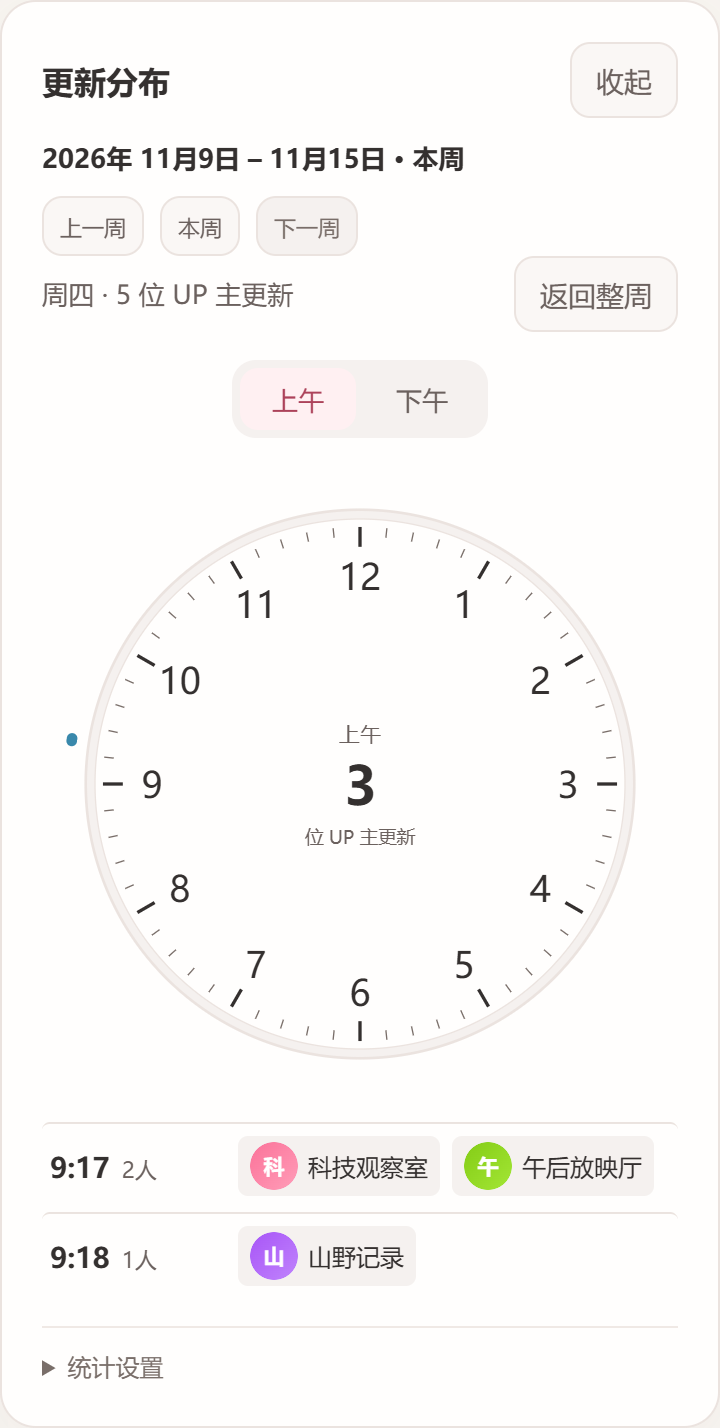 更新分布
收起
2026年 11月9日 – 11月15日 • 本周
上一周 本周 下一周
周四 · 5 位 UP 主更新
返回整周
上午 下午
12
11 1
10 2
上午
9 3 3
位 UP 主更新
8 4
7 5
6
9:17 2人 科 科技观察室 午 午后放映厅
9:18 1人 山 山野记录
统计设置